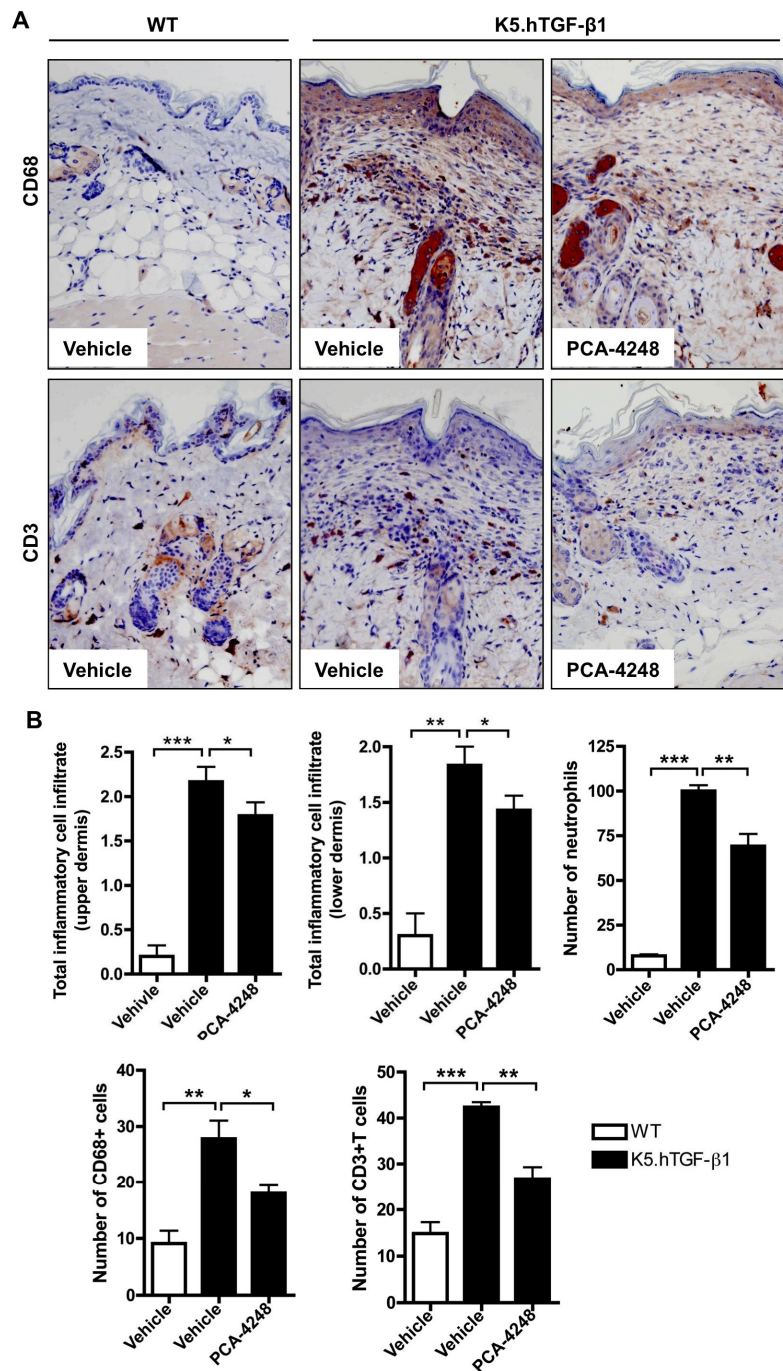 A
WT
K5.hTGF-β1
CD68
Vehicle
Vehicle
PCA-4248
CD3
Vehicle
Vehicle
PCA-4248
B
Total inflammatory cell infiltrate
(upper dermis)
2.5
2.0
1.5
1.0
0.5
0.0
*** *
Vehivle
Vehicle
PCA-4248
Total inflammatory cell infiltrate
(lower dermis)
2.0
1.5
1.0
0.5
0.0
** *
Vehicle
Vehicle
PCA-4248
Number of neutrophils
125
100
75
50
25
0
*** **
Vehicle
Vehicle
PCA-4248
Number of CD68+ cells
40
30
20
10
0
** *
Vehicle
Vehicle
PCA-4248
Number of CD3+T cells
50
40
30
20
10
0
*** **
Vehicle
Vehicle
PCA-4248
WT
K5.hTGF-β1